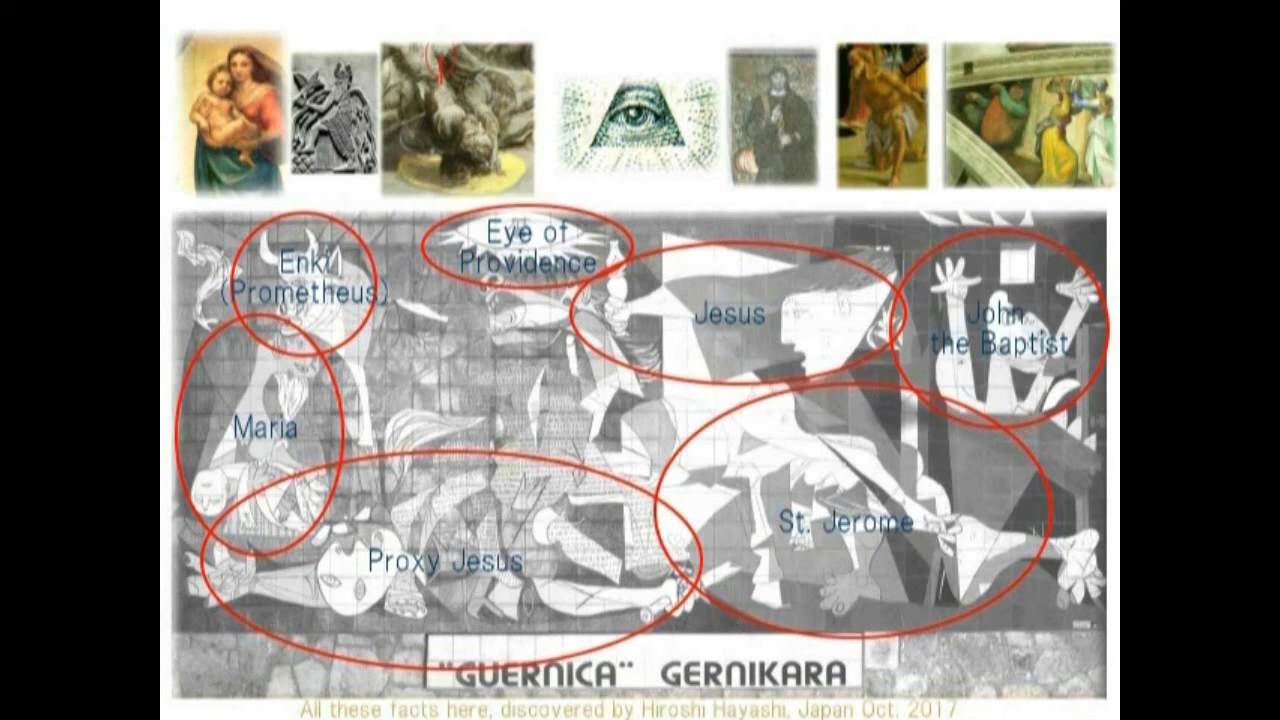 Eye of
Providence
Enki
(Prometheus)
Jesus
John
the Baptist
Maria
St. Jerome
Proxy Jesus
"GUERNICA" GERNIKARA
All these facts here, discovered by Hiroshi Hayashi, Japan Oct. 2017